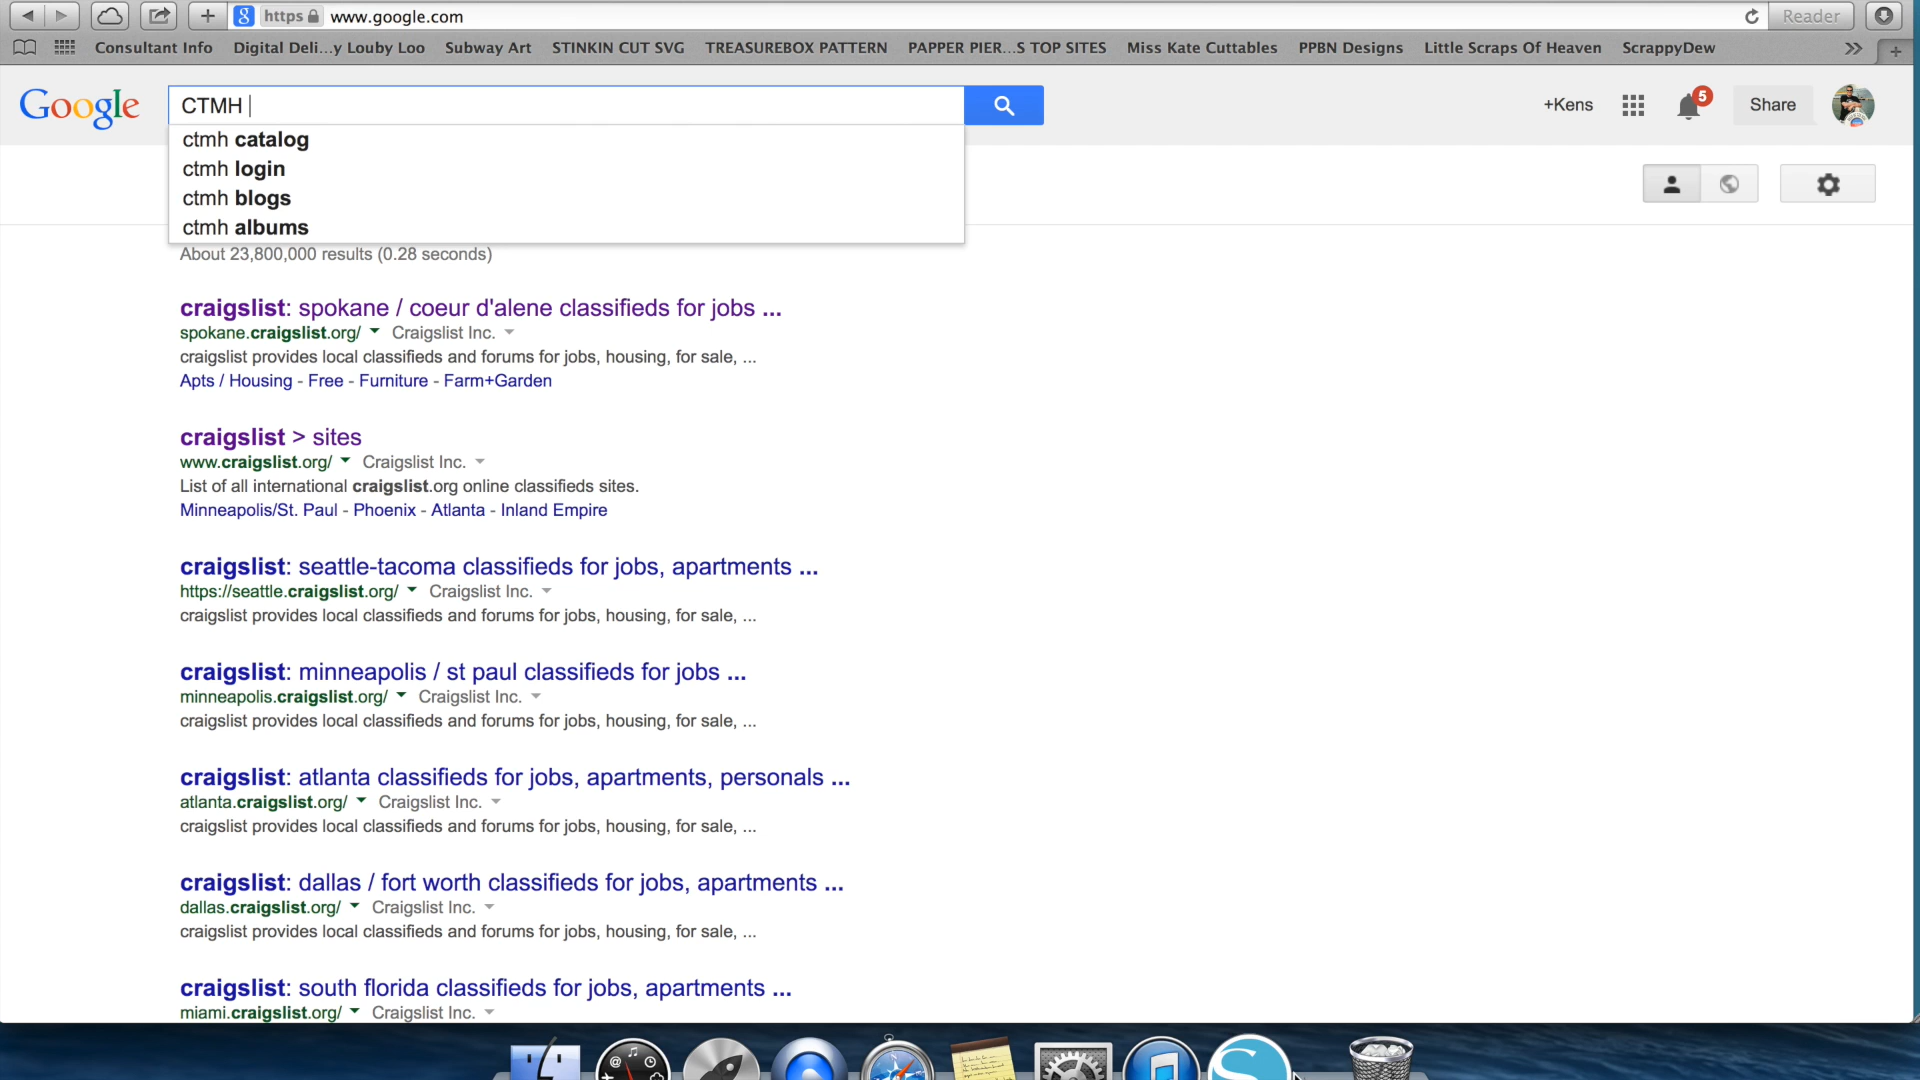 https www.google.com Reader
Consultant Info Digital Deli...y Louby Loo Subway Art STINKIN CUT SVG TREASUREBOX PATTERN PAPPER PIER...S TOP SITES Miss Kate Cuttables PPBN Designs Little Scraps Of Heaven ScrappyDew
Google CTMH +Kens 5 Share
ctmh catalog
ctmh login
ctmh blogs
ctmh albums
About 23,800,000 results (0.28 seconds)
craigslist: spokane / coeur d'alene classifieds for jobs ...
spokane.craigslist.org/ Craigslist Inc.
craigslist provides local classifieds and forums for jobs, housing, for sale, ...
Apts / Housing - Free - Furniture - Farm+Garden
craigslist > sites
www.craigslist.org/ Craigslist Inc.
List of all international craigslist.org online classifieds sites.
Minneapolis/St. Paul - Phoenix - Atlanta - Inland Empire
craigslist: seattle-tacoma classifieds for jobs, apartments ...
https://seattle.craigslist.org/ Craigslist Inc.
craigslist provides local classifieds and forums for jobs, housing, for sale, ...
craigslist: minneapolis / st paul classifieds for jobs ...
minneapolis.craigslist.org/ Craigslist Inc.
craigslist provides local classifieds and forums for jobs, housing, for sale, ...
craigslist: atlanta classifieds for jobs, apartments, personals ...
atlanta.craigslist.org/ Craigslist Inc.
craigslist provides local classifieds and forums for jobs, housing, for sale, ...
craigslist: dallas / fort worth classifieds for jobs, apartments ...
dallas.craigslist.org/ Craigslist Inc.
craigslist provides local classifieds and forums for jobs, housing, for sale, ...
craigslist: south florida classifieds for jobs, apartments ...
miami.craigslist.org/ Craigslist Inc.